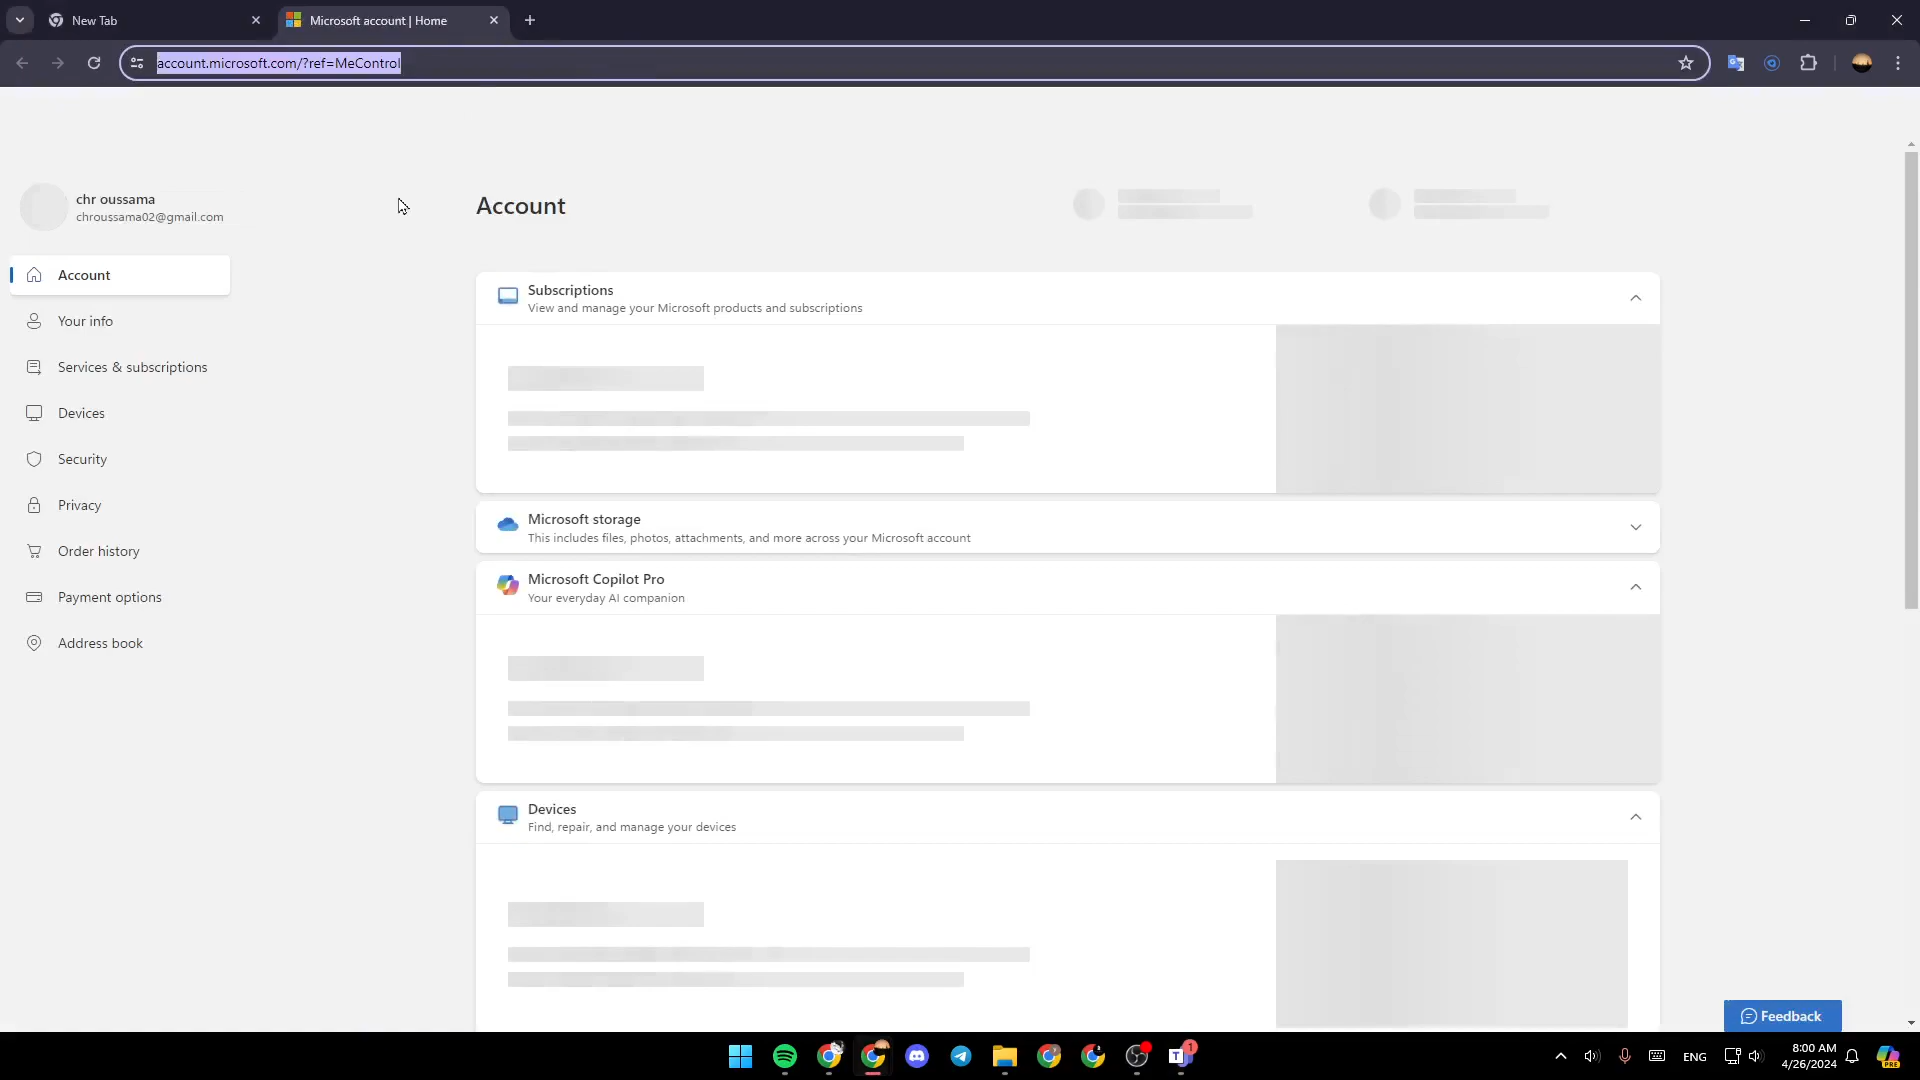 New Tab
Microsoft account | Home
account.microsoft.com/?ref=MeControl
chr oussama
chroussama02@gmail.com
Account
Your info
Services & subscriptions
Devices
Security
Privacy
Order history
Payment options
Address book
Account
Subscriptions
View and manage your Microsoft products and subscriptions
Microsoft storage
This includes files, photos, attachments, and more across your Microsoft account
Microsoft Copilot Pro
Your everyday AI companion
Devices
Find, repair, and manage your devices
Feedback
1
ENG
8:00 AM
4/26/2024
PRE